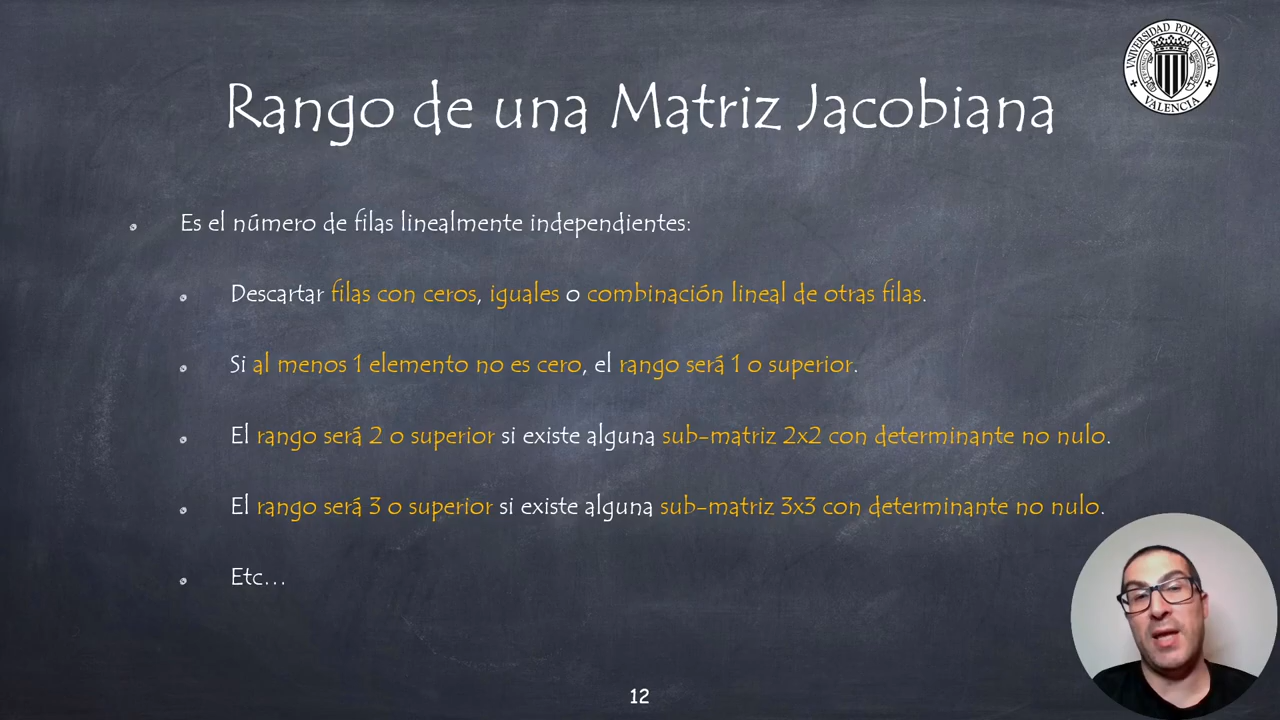 UNIVERSIDAD POLITECNICA
VALENCIA
Rango de una Matriz Jacobiana
Es el número de filas linealmente independientes:
Descartar filas con ceros, iguales o combinación lineal de otras filas.
Si al menos 1 elemento no es cero, el rango será 1 o superior.
El rango será 2 o superior si existe alguna sub-matriz 2x2 con determinante no nulo.
El rango será 3 o superior si existe alguna sub-matriz 3x3 con determinante no nulo.
Etc...
12